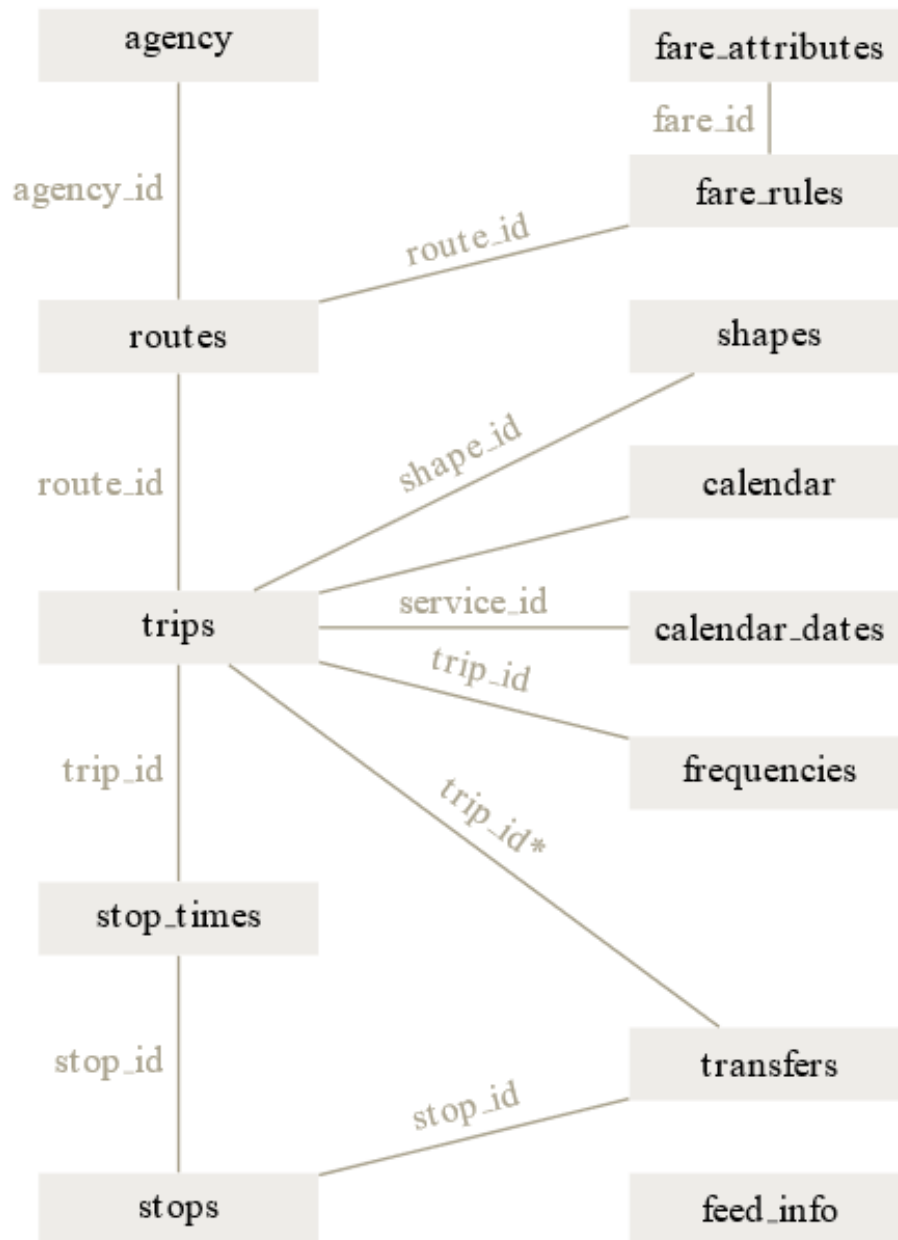 agency
fare_attributes
fare_id
agency_id
fare_rules
route_id
routes
shapes
shape_id
route_id
calendar
trips
service_id
calendar_dates
trip_id
trip_id
frequencies
trip_id*
stop_times
stop_id
transfers
stop_id
stops
feed_info